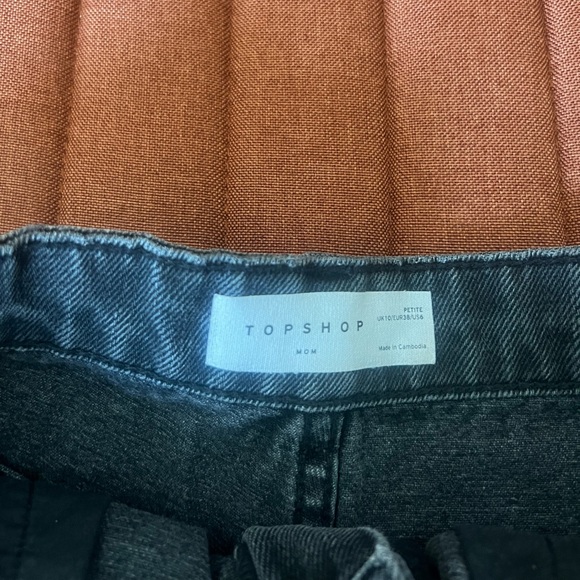 TOPSHOP
MOM
PETITE
UK10/EUR38/US6
Made in Cambodia